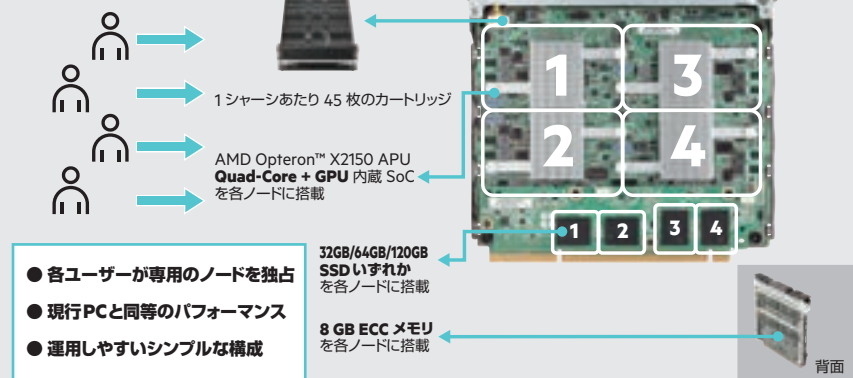 1 3
2 4
1シャーシあたり 45 枚のカートリッジ
AMD Opteron™ X2150 APU
Quad-Core + GPU 内蔵 SoC
を各ノードに搭載
1 2 3 4
32GB/64GB/120GB
SSDいずれか
を各ノードに搭載
8 GB ECC メモリ
を各ノードに搭載
● 各ユーザーが専用のノードを独占
● 現行PCと同等のパフォーマンス
● 運用しやすいシンプルな構成
背面